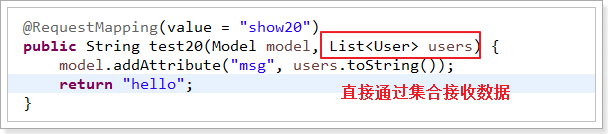 @RequestMapping(value = "show20")
public String test20(Model model, List<User> users) {
model.addAttribute("msg", users.toString());
return "hello";
直接通过集合接收数据
}